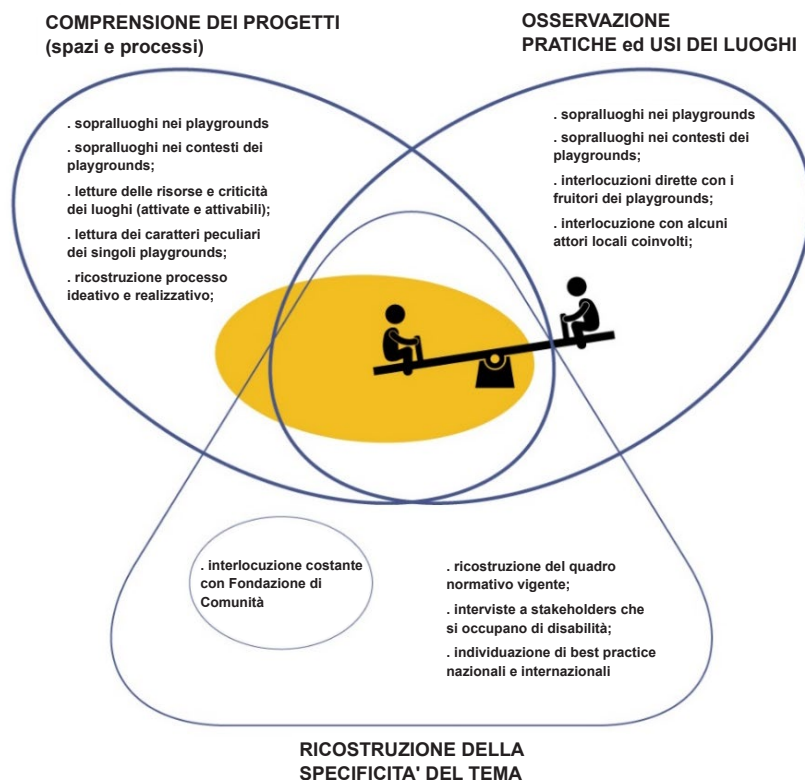 COMPRENSIONE DEI PROGETTI
(spazi e processi)
OSSERVAZIONE
PRATICHE ed USI DEI LUOGHI
. sopralluoghi nei playgrounds
. sopralluoghi nei contesti dei
playgrounds;
. letture delle risorse e criticità
dei luoghi (attivate e attivabili);
. lettura dei caratteri peculiari
dei singoli playgrounds;
. ricostruzione processo
ideativo e realizzativo;
. sopralluoghi nei playgrounds
. sopralluoghi nei contesti dei
playgrounds;
. interlocuzioni dirette con i
fruitori dei playgrounds;
. interlocuzione con alcuni
attori locali coinvolti;
. interlocuzione costante
con Fondazione di
Comunità
. ricostruzione del quadro
normativo vigente;
. interviste a stakeholders che
si occupano di disabilità;
. individuazione di best practice
nazionali e internazionali
RICOSTRUZIONE DELLA
SPECIFICITA' DEL TEMA